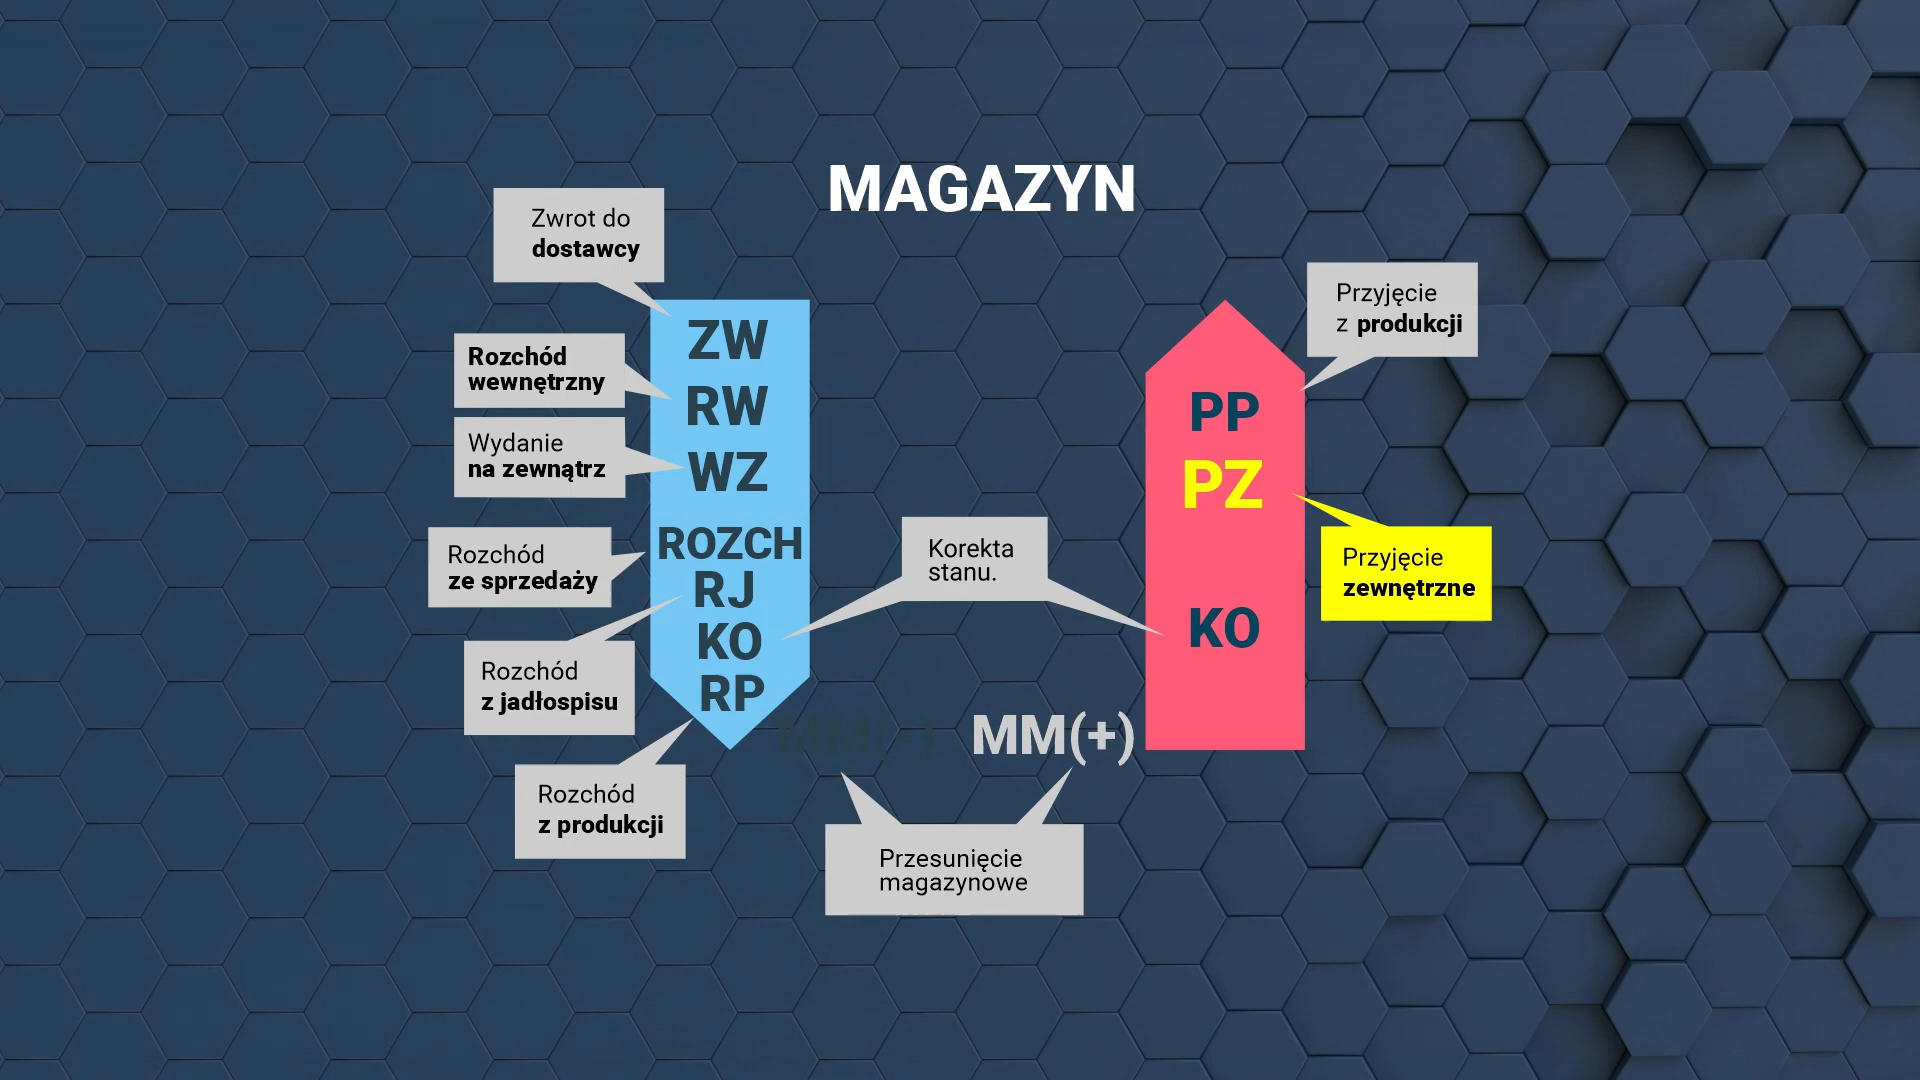 MAGAZYN
Zwrot do
dostawcy
Rozchód
wewnętrzny
Wydanie
na zewnątrz
Rozchód
ze sprzedaży
Rozchód
z jadłospisu
Rozchód
z produkcji
ZW
RW
WZ
ROZCH
RJ
KO
RP
Korekta
stanu.
MM(-)
MM(+)
Przesunięcie
magazynowe
PP
PZ
KO
Przyjęcie
z produkcji
Przyjęcie
zewnętrzne